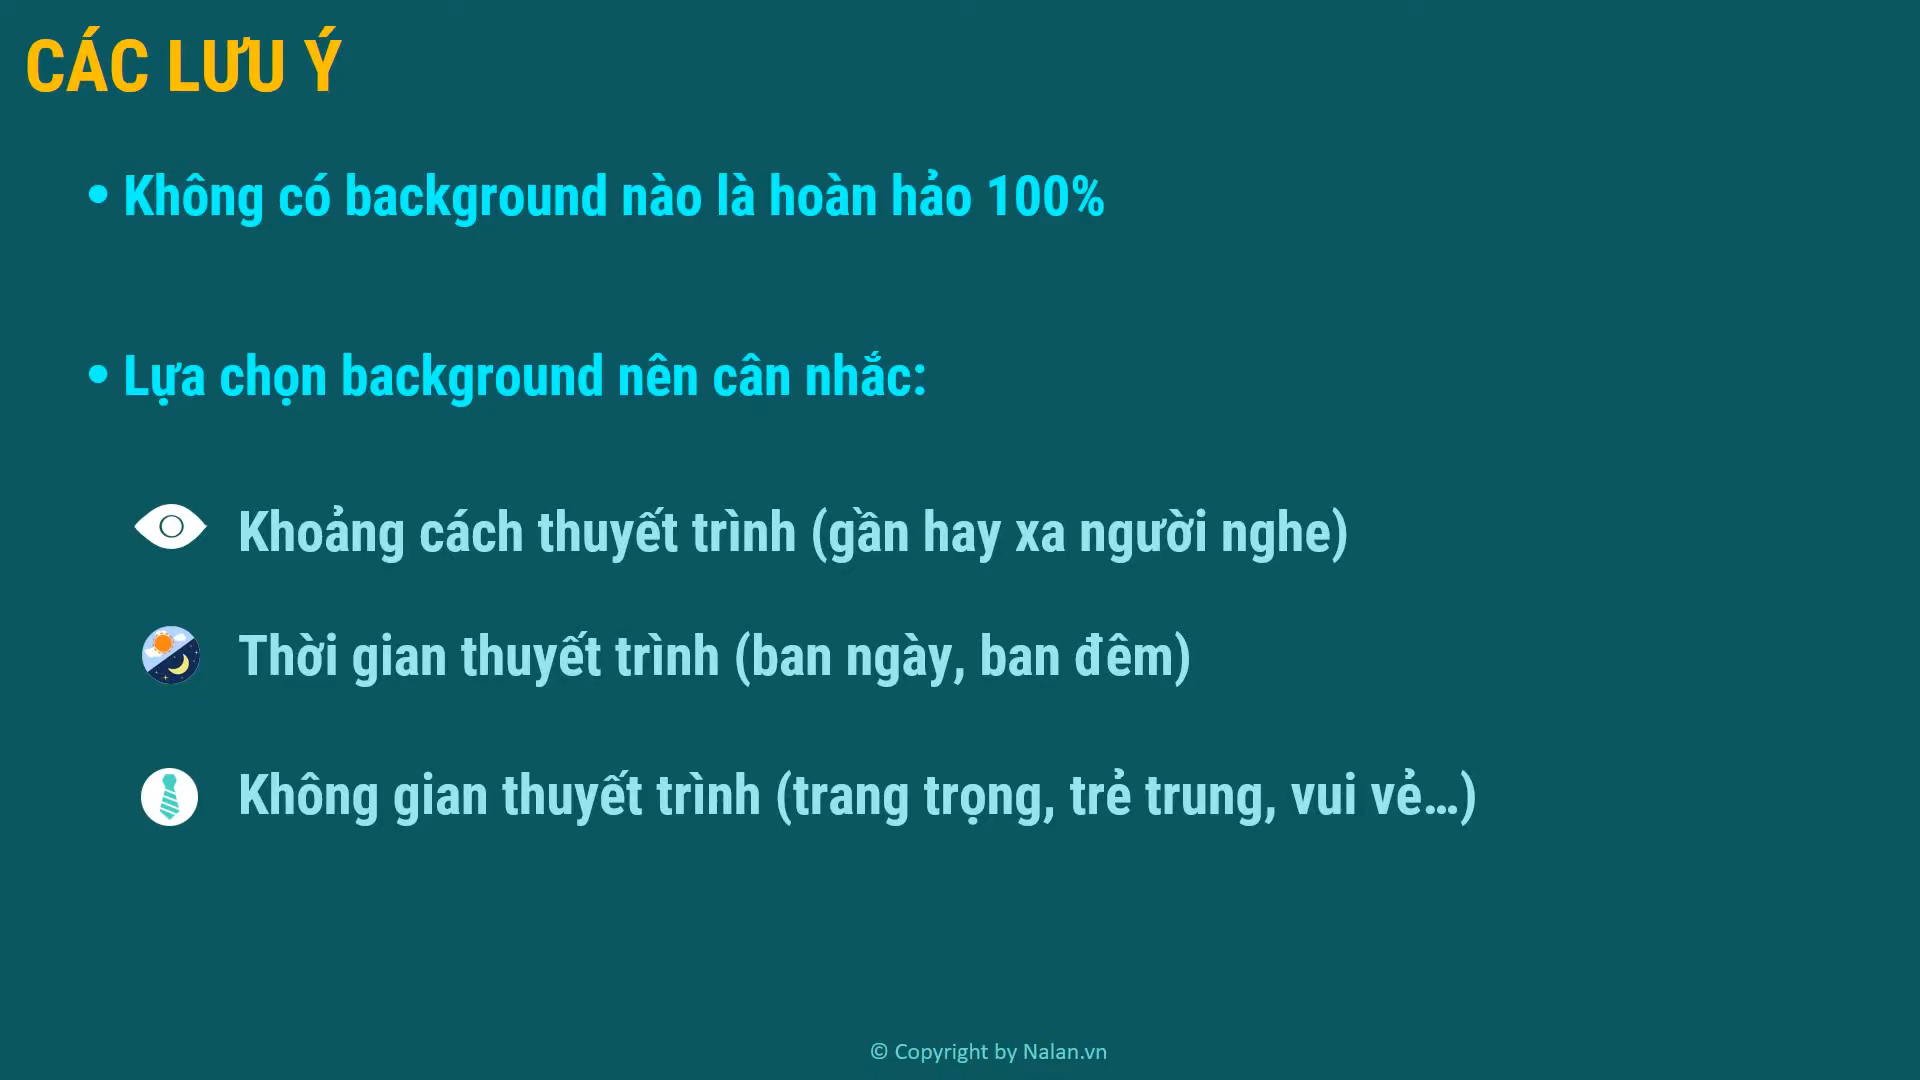 CÁC LƯU Ý
• Không có background nào là hoàn hảo 100%
• Lựa chọn background nên cân nhắc:
Khoảng cách thuyết trình (gần hay xa người nghe)
Thời gian thuyết trình (ban ngày, ban đêm)
Không gian thuyết trình (trang trọng, trẻ trung, vui vẻ...)
© Copyright by Nalan.vn